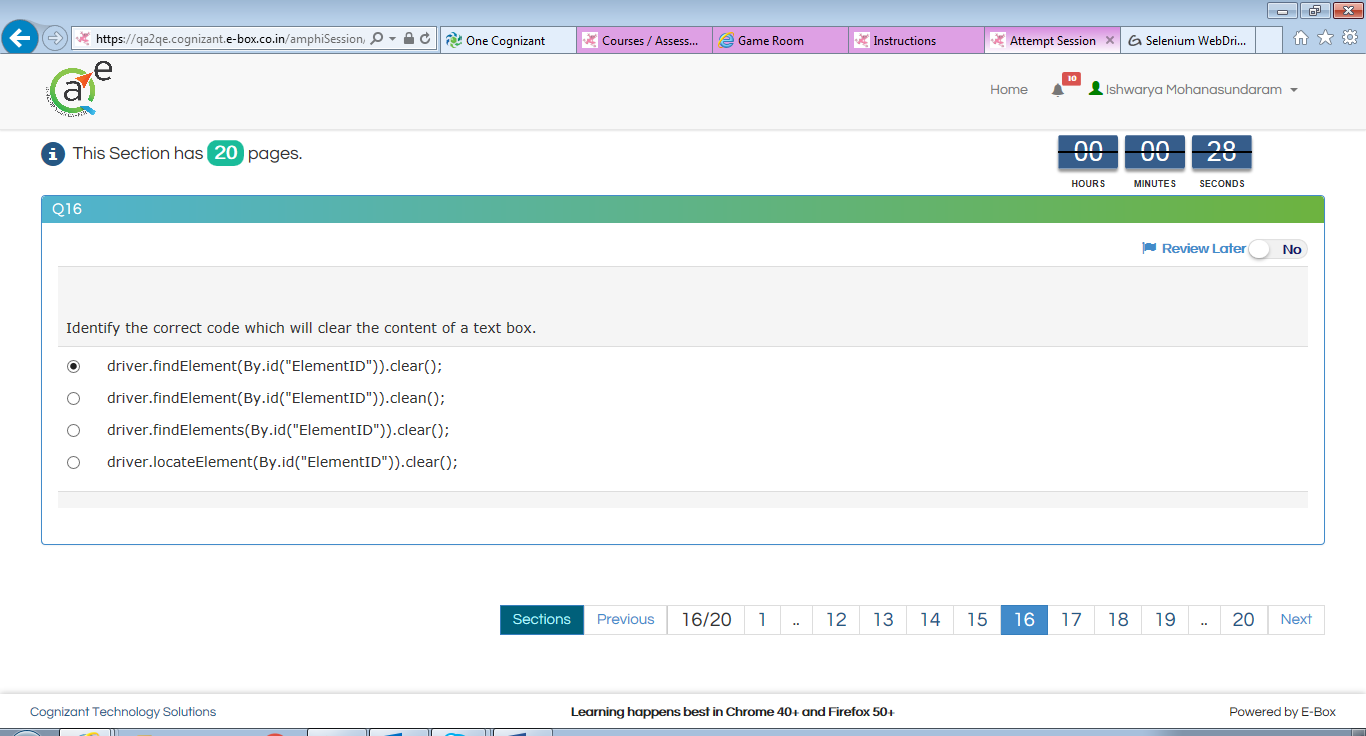 https://qa2qe.cognizant.e-box.co.in/amphiSession,
One Cognizant
Courses / Assess...
Game Room
Instructions
Attempt Session
Selenium WebDri...
a e
Home
10
Ishwarya Mohanasundaram
This Section has 20 pages.
00 00 28
HOURS MINUTES SECONDS
Q16
Review Later No
Identify the correct code which will clear the content of a text box.
driver.findElement(By.id("ElementID")).clear();
driver.findElement(By.id("ElementID")).clean();
driver.findElements(By.id("ElementID")).clear();
driver.locateElement(By.id("ElementID")).clear();
Sections Previous 16/20 1 .. 12 13 14 15 16 17 18 19 .. 20 Next
Cognizant Technology Solutions
Learning happens best in Chrome 40+ and Firefox 50+
Powered by E-Box